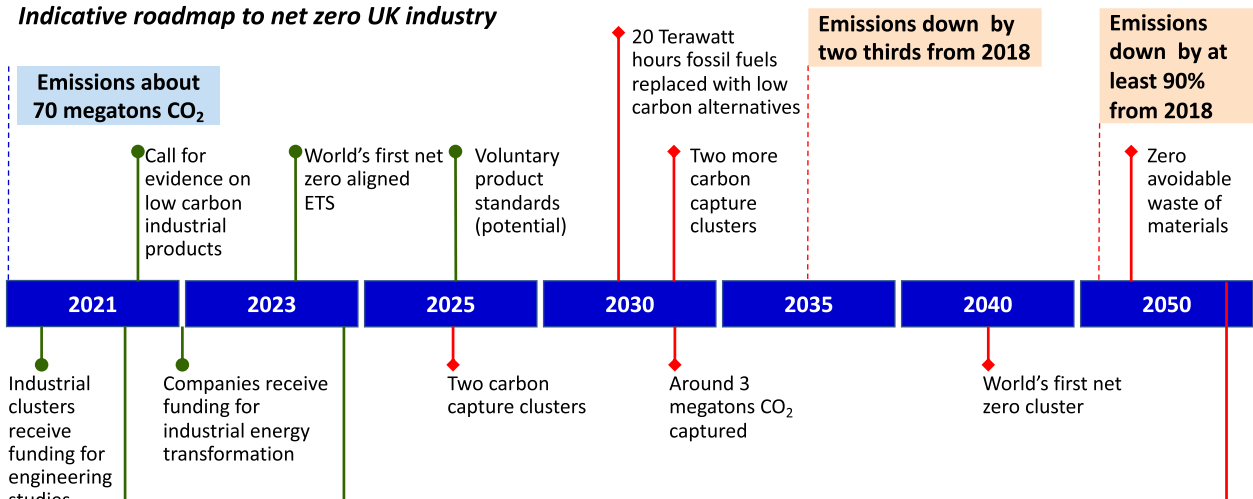 Indicative roadmap to net zero UK industry
Emissions about
70 megatons CO₂
20 Terawatt
hours fossil fuels
replaced with low
carbon alternatives
Emissions down  by
two thirds from 2018
Emissions
down  by at
least 90%
from 2018
Call for
evidence on
low carbon
industrial
products
World’s first net
zero aligned
ETS
Voluntary
product
standards
(potential)
Two more
carbon
capture
clusters
Zero
avoidable
waste of
materials
2021
2023
2025
2030
2035
2040
2050
Industrial
clusters
receive
funding for
engineering
studies
Companies receive
funding for
industrial energy
transformation
Two carbon
capture clusters
Around 3
megatons CO₂
captured
World’s first net
zero cluster